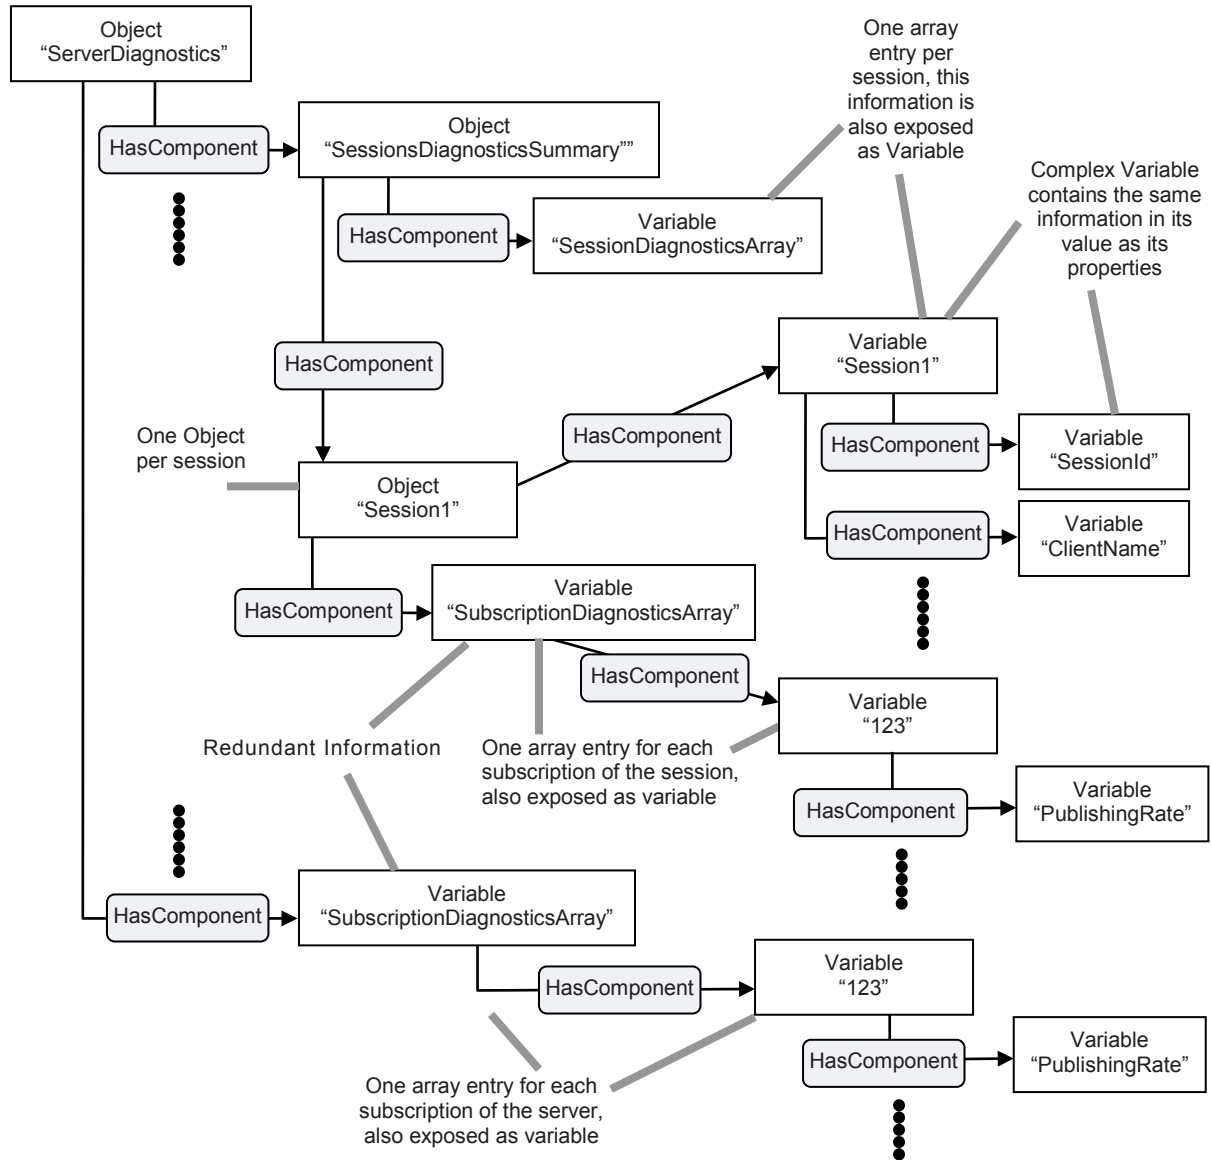 Object
“ServerDiagnostics”
HasComponent
Object
“SessionsDiagnosticsSummary””
HasComponent
Variable
“SessionDiagnosticsArray”
One array
entry per
session, this
information is
also exposed
as Variable
Complex Variable
contains the same
information in its
value as its
properties
HasComponent
Variable
“Session1”
HasComponent
One Object
per session
Object
“Session1”
HasComponent
Variable
“SessionId”
HasComponent
Variable
“ClientName”
HasComponent
Variable
“SubscriptionDiagnosticsArray”
HasComponent
Variable
“123”
Redundant Information
One array entry for each
subscription of the session,
also exposed as variable
HasComponent
Variable
“PublishingRate”
HasComponent
Variable
“SubscriptionDiagnosticsArray”
HasComponent
Variable
“123”
HasComponent
Variable
“PublishingRate”
One array entry for each
subscription of the server,
also exposed as variable